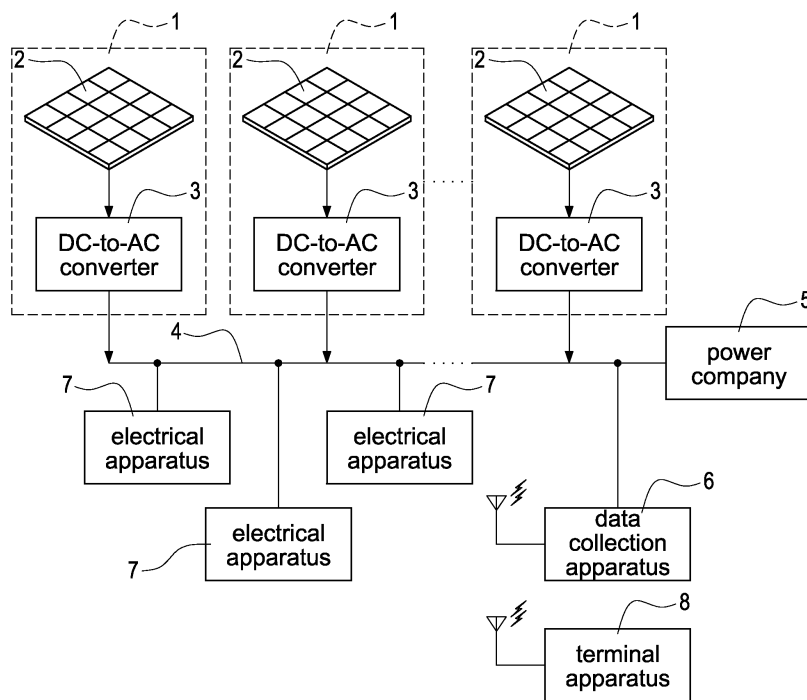 1 1 1
2 2 2
3 3 3
DC-to-AC
converter
DC-to-AC
converter
DC-to-AC
converter
5
4
power
company
7 7
electrical
apparatus
electrical
apparatus
6
electrical
apparatus
7
data
collection
apparatus
8
terminal
apparatus